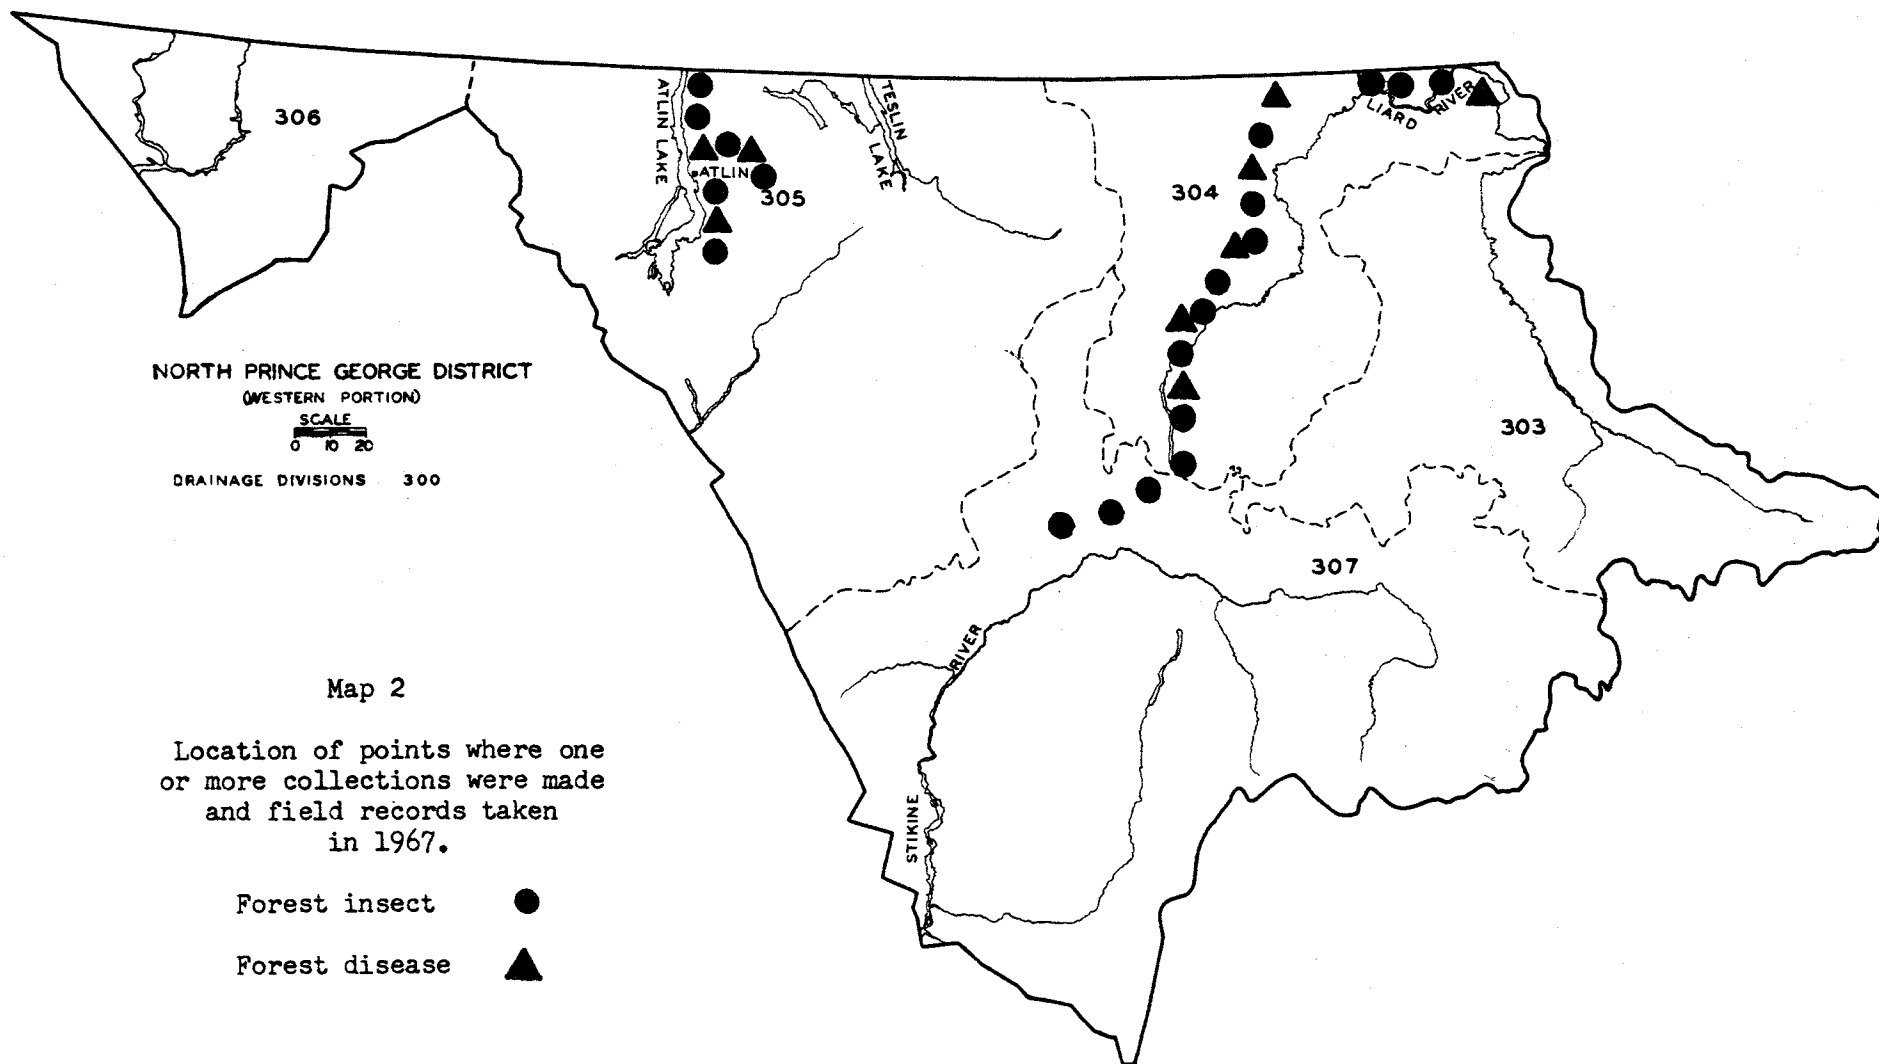 306
ATLIN LAKE
ATLIN
305
TESLIN
LAKE
304
LIARD
RIVER
303
307
RIVER
STIKINE
NORTH PRINCE GEORGE DISTRICT
(WESTERN PORTION)
SCALE
0 10 20
DRAINAGE DIVISIONS 300
Map 2
Location of points where one
or more collections were made
and field records taken
in 1967.
Forest insect
Forest disease